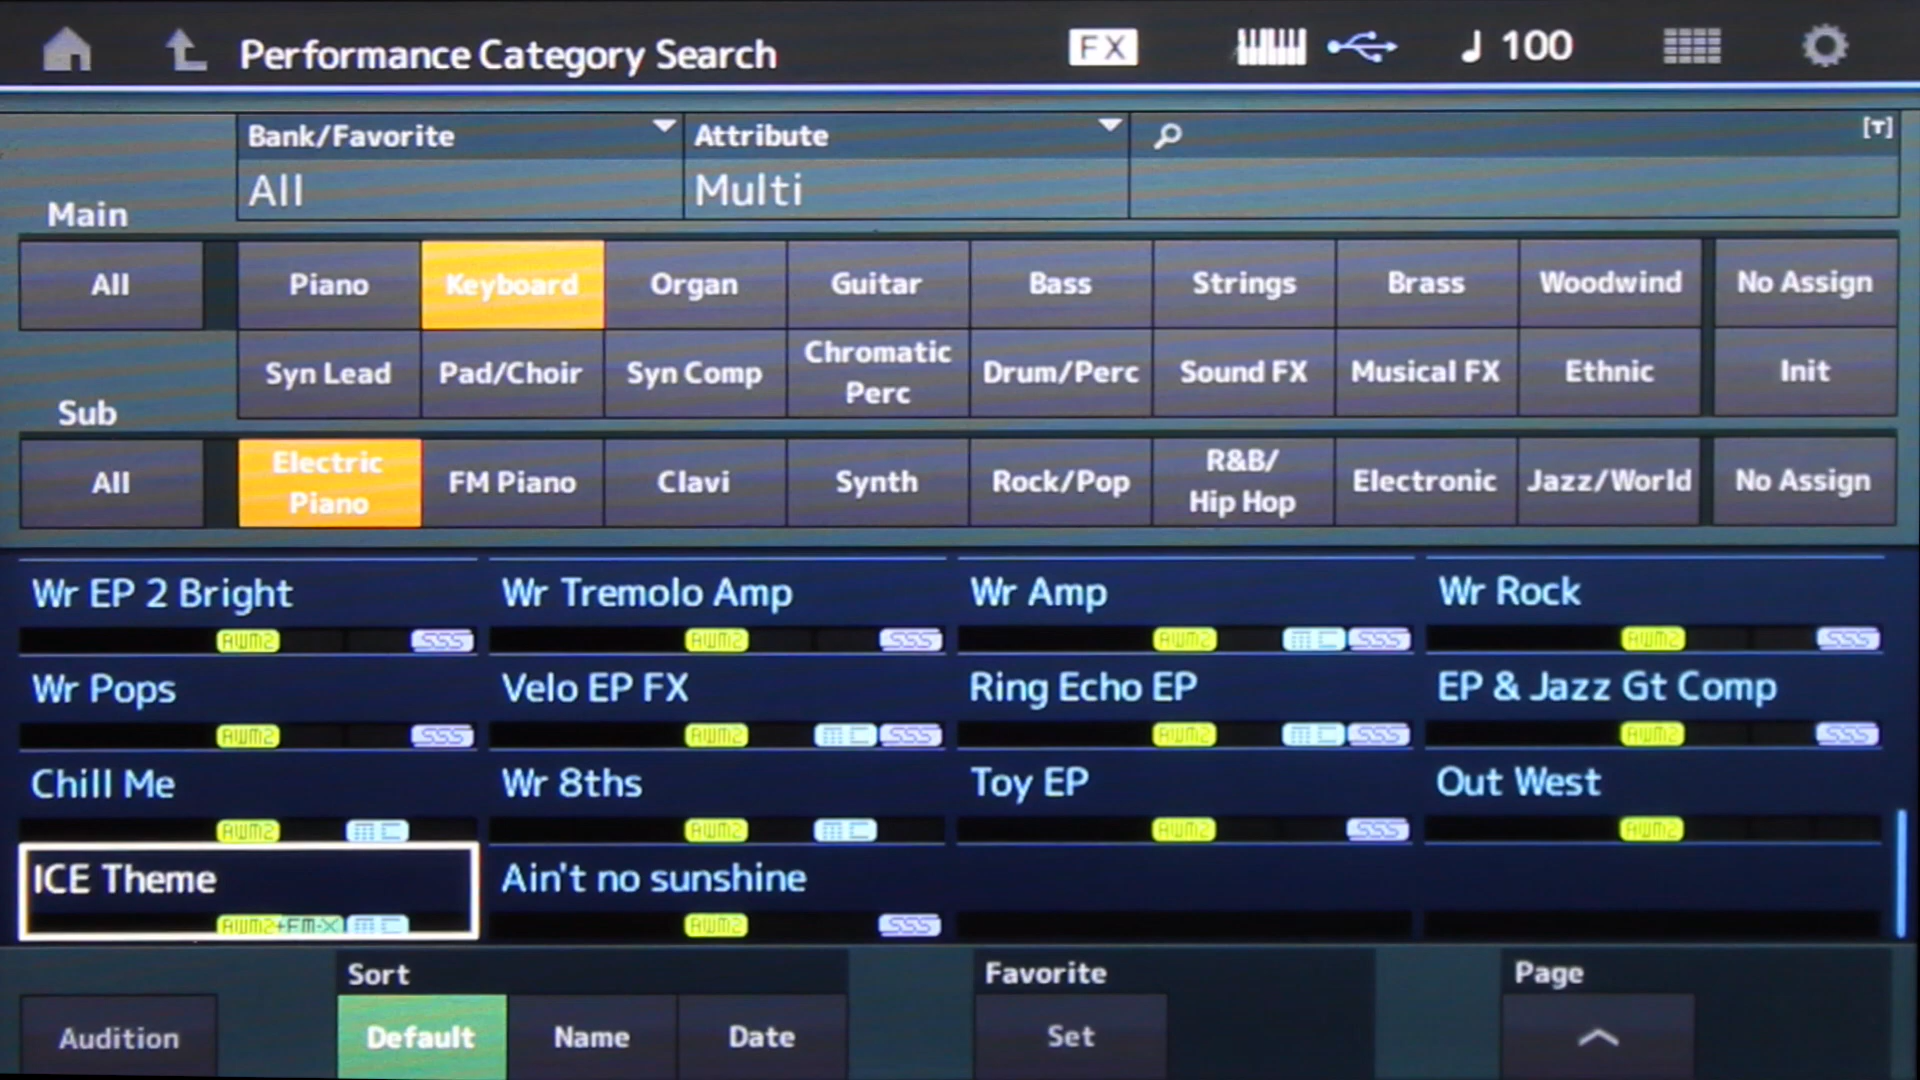 Performance Category Search FX 100
Bank/Favorite Attribute [T]
All Multi
Main
All Piano Keyboard Organ Guitar Bass Strings Brass Woodwind No Assign
Syn Lead Pad/Choir Syn Comp Chromatic Perc Drum/Perc Sound FX Musical FX Ethnic Init
Sub
All Electric Piano FM Piano Clavi Synth Rock/Pop R&B/ Hip Hop Electronic Jazz/World No Assign
Wr EP 2 Bright Wr Tremolo Amp Wr Amp Wr Rock
AWM2 SSS AWM2 SSS AWM2 MC SSS AWM2 SSS
Wr Pops Velo EP FX Ring Echo EP EP & Jazz Gt Comp
AWM2 SSS AWM2 MC SSS AWM2 MC SSS AWM2 SSS
Chill Me Wr 8ths Toy EP Out West
AWM2 MC AWM2 MC AWM2 SSS AWM2
ICE Theme Ain't no sunshine
AWM2+FM-X MC AWM2 SSS
Sort Favorite Page
Audition Default Name Date Set